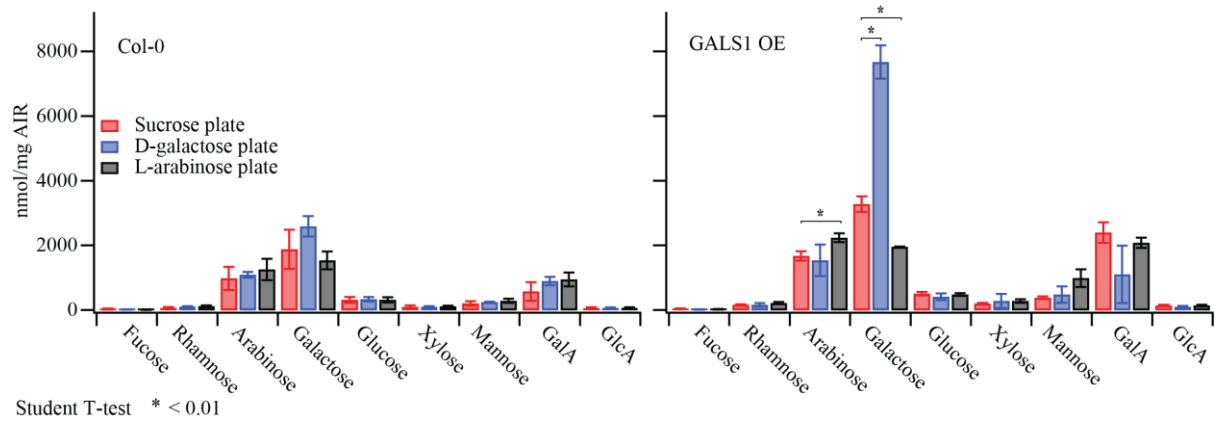 8000
6000
4000
2000
0
nmol/mg AIR
Col-0
Sucrose plate
D-galactose plate
L-arabinose plate
Fucose
Rhamnose
Arabinose
Galactose
Glucose
Xylose
Mannose
GalA
GlcA
GALS1 OE
*
*
*
Fucose
Rhamnose
Arabinose
Galactose
Glucose
Xylose
Mannose
GalA
GlcA
Student T-test * < 0.01